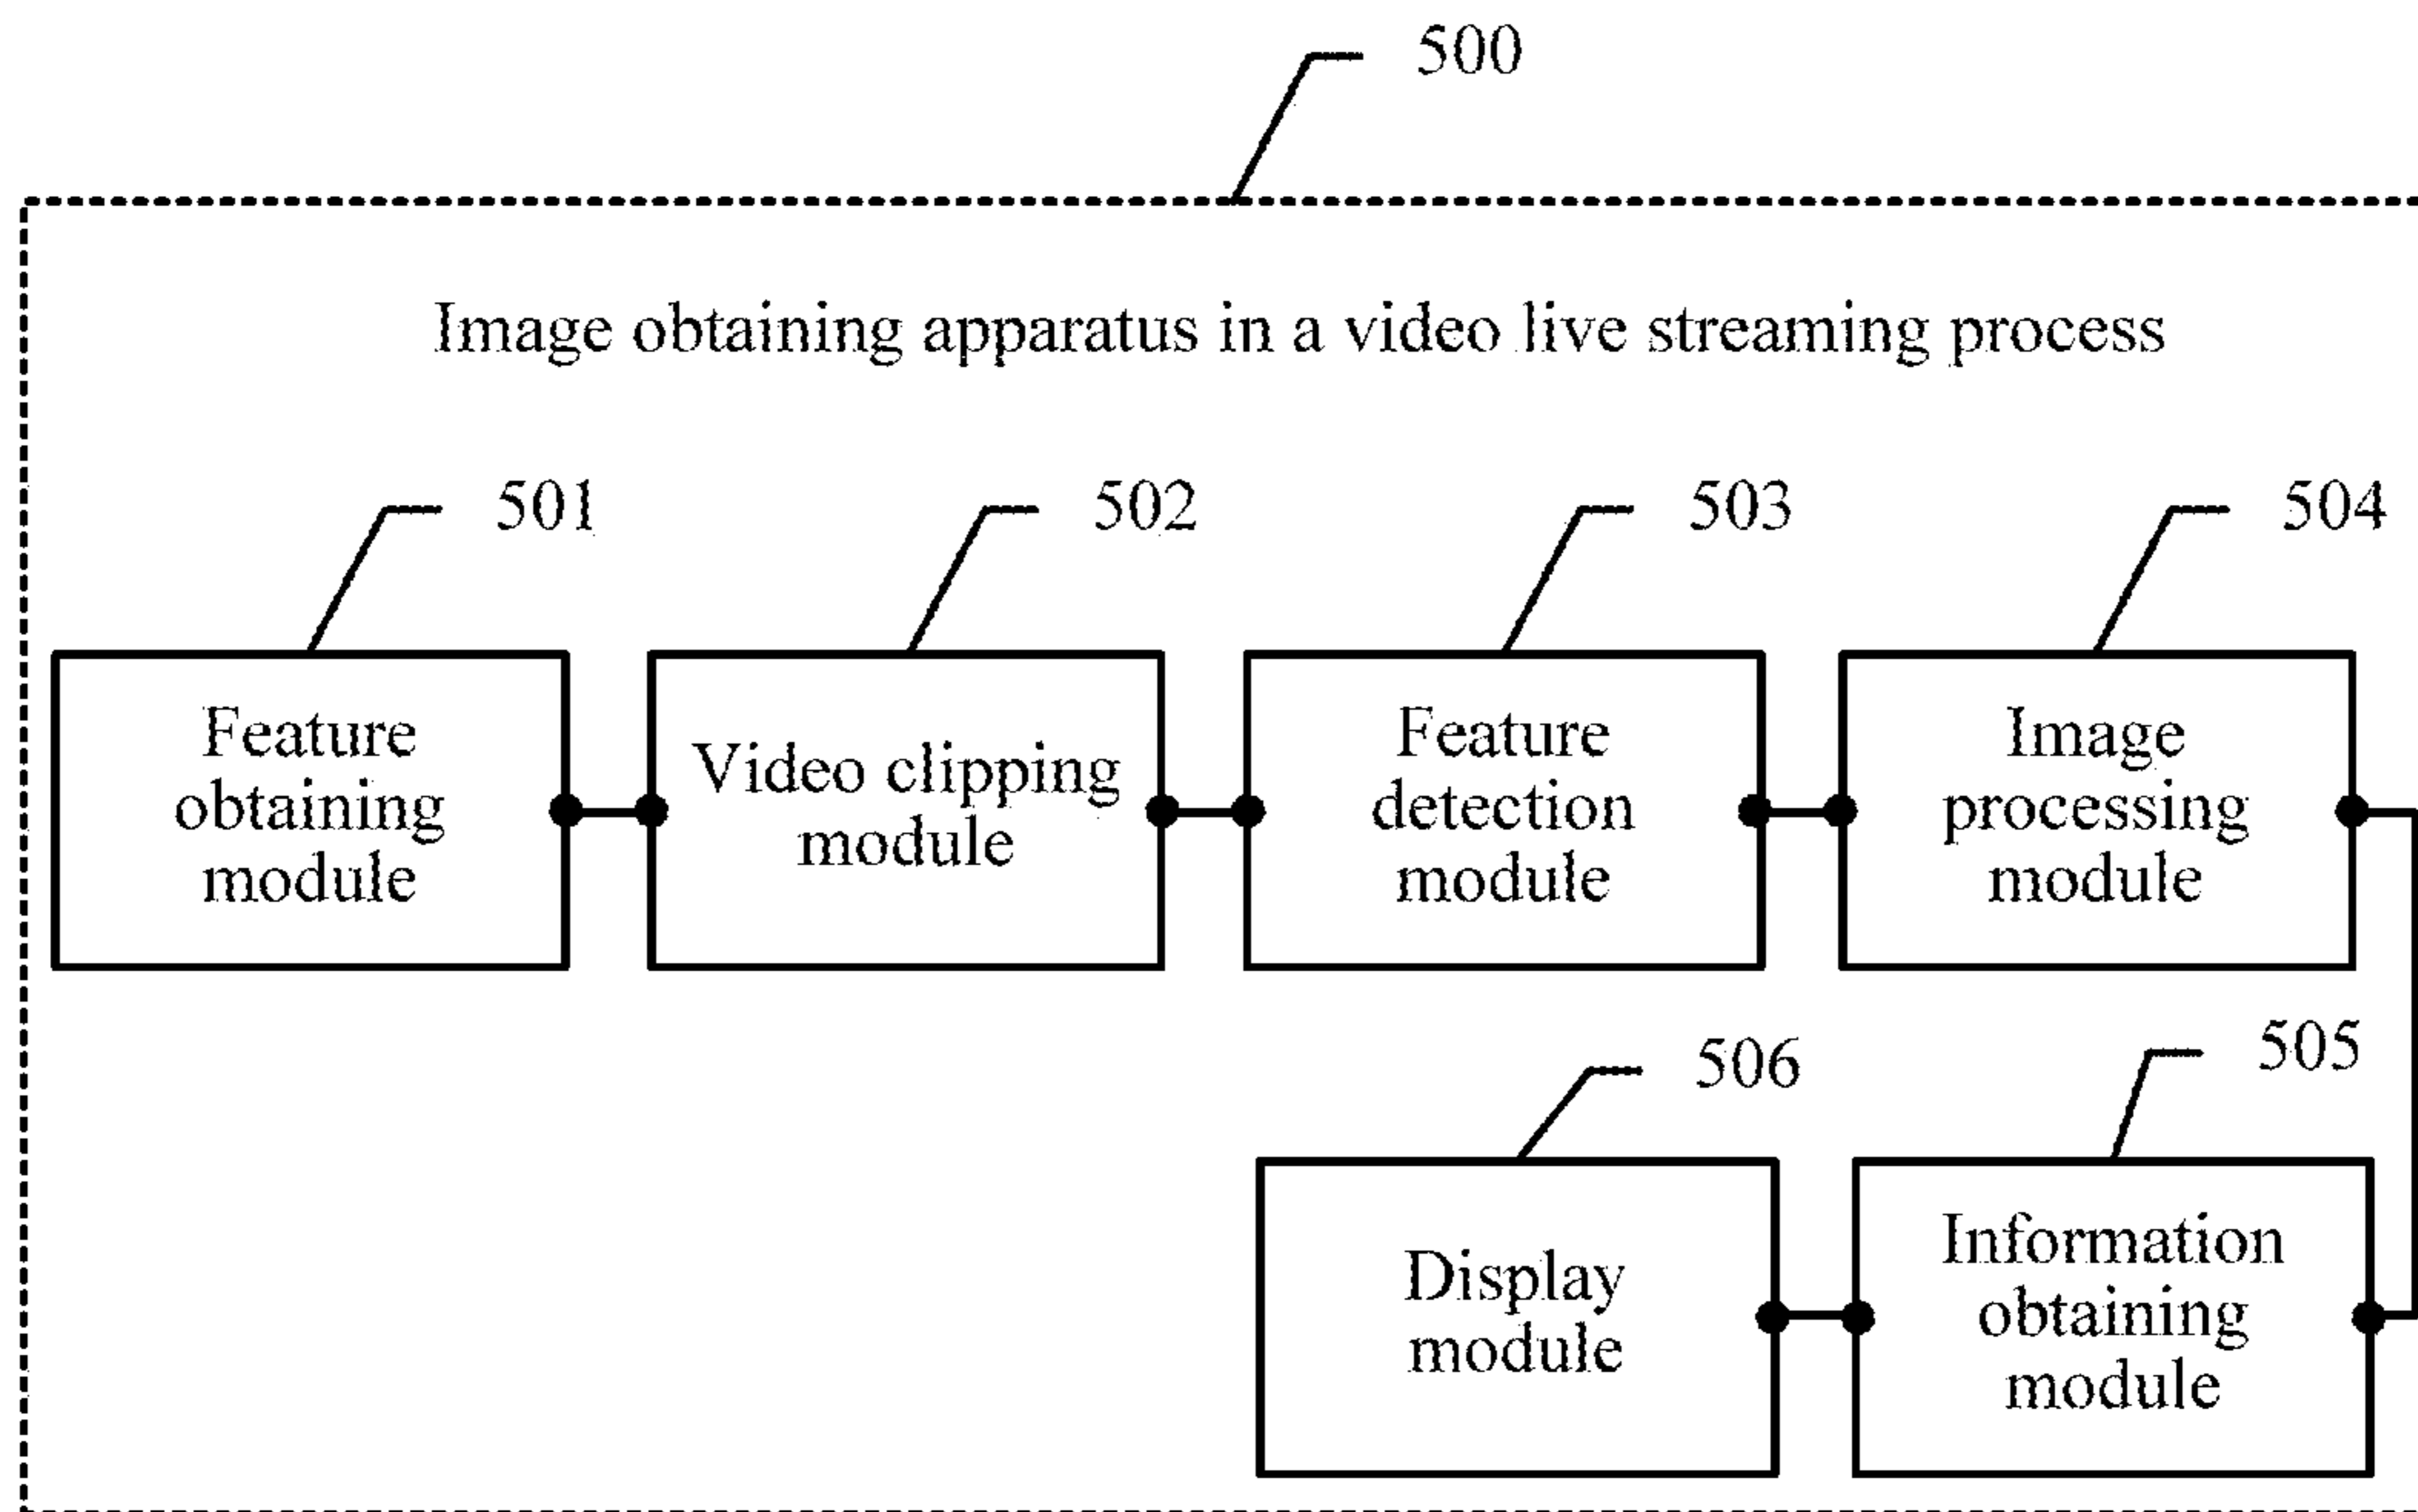 500
Image obtaining apparatus in a video live streaming process
501
502
503
504
Feature
obtaining
module
Video clipping
module
Feature
detection
module
Image
processing
module
506
505
Display
module
Information
obtaining
module